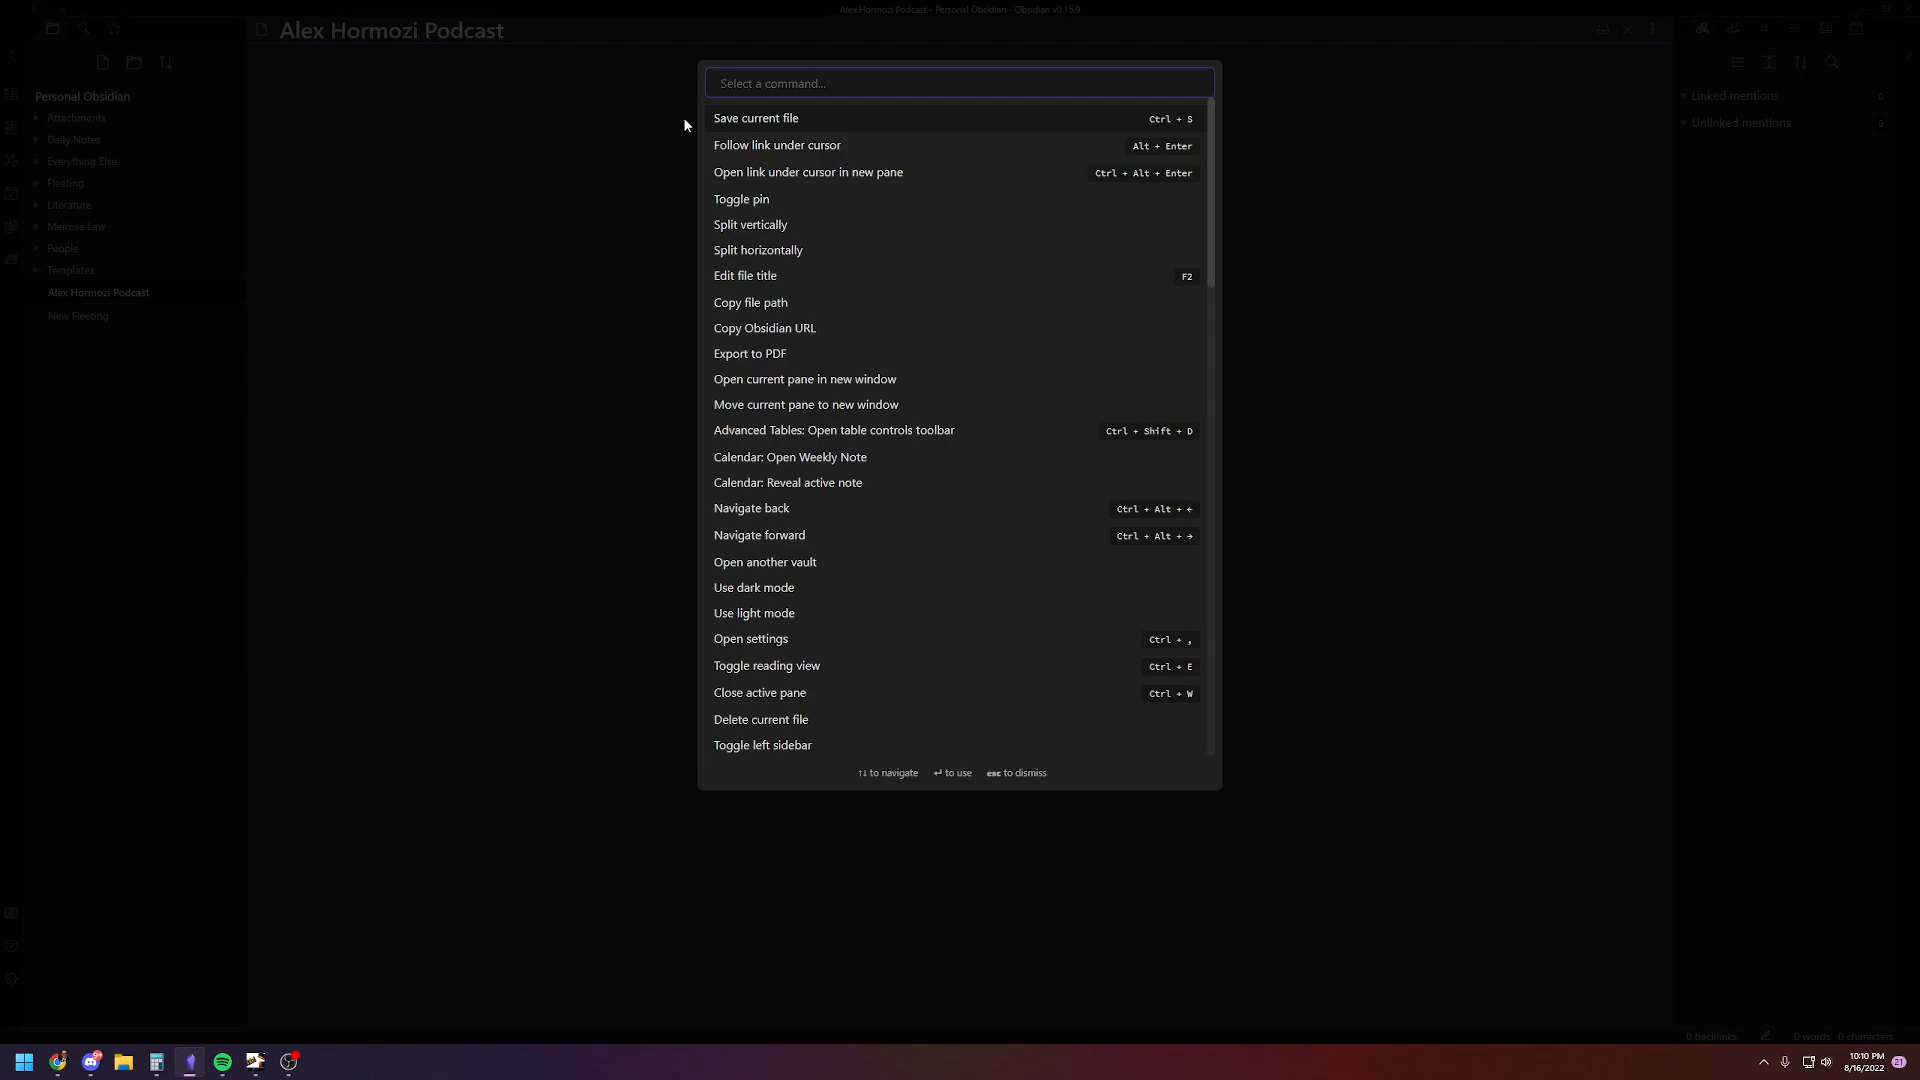 Alex Hormozi Podcast - Personal Obsidian - Obsidian v0.15.9
Alex Hormozi Podcast
Personal Obsidian
Attachments
Daily Notes
Everything Else
Fleeting
Literature
Melrose Law
People
Templates
Alex Hormozi Podcast
New Fleeting
Select a command...
Save current file Ctrl + S
Follow link under cursor Alt + Enter
Open link under cursor in new pane Ctrl + Alt + Enter
Toggle pin
Split vertically
Split horizontally
Edit file title F2
Copy file path
Copy Obsidian URL
Export to PDF
Open current pane in new window
Move current pane to new window
Advanced Tables: Open table controls toolbar Ctrl + Shift + D
Calendar: Open Weekly Note
Calendar: Reveal active note
Navigate back Ctrl + Alt + ←
Navigate forward Ctrl + Alt + →
Open another vault
Use dark mode
Use light mode
Open settings Ctrl + ,
Toggle reading view Ctrl + E
Close active pane Ctrl + W
Delete current file
Toggle left sidebar
↑↓ to navigate ↵ to use esc to dismiss
Linked mentions 0
Unlinked mentions 0
0 backlinks 0 words 0 characters
10:10 PM
8/16/2022
21